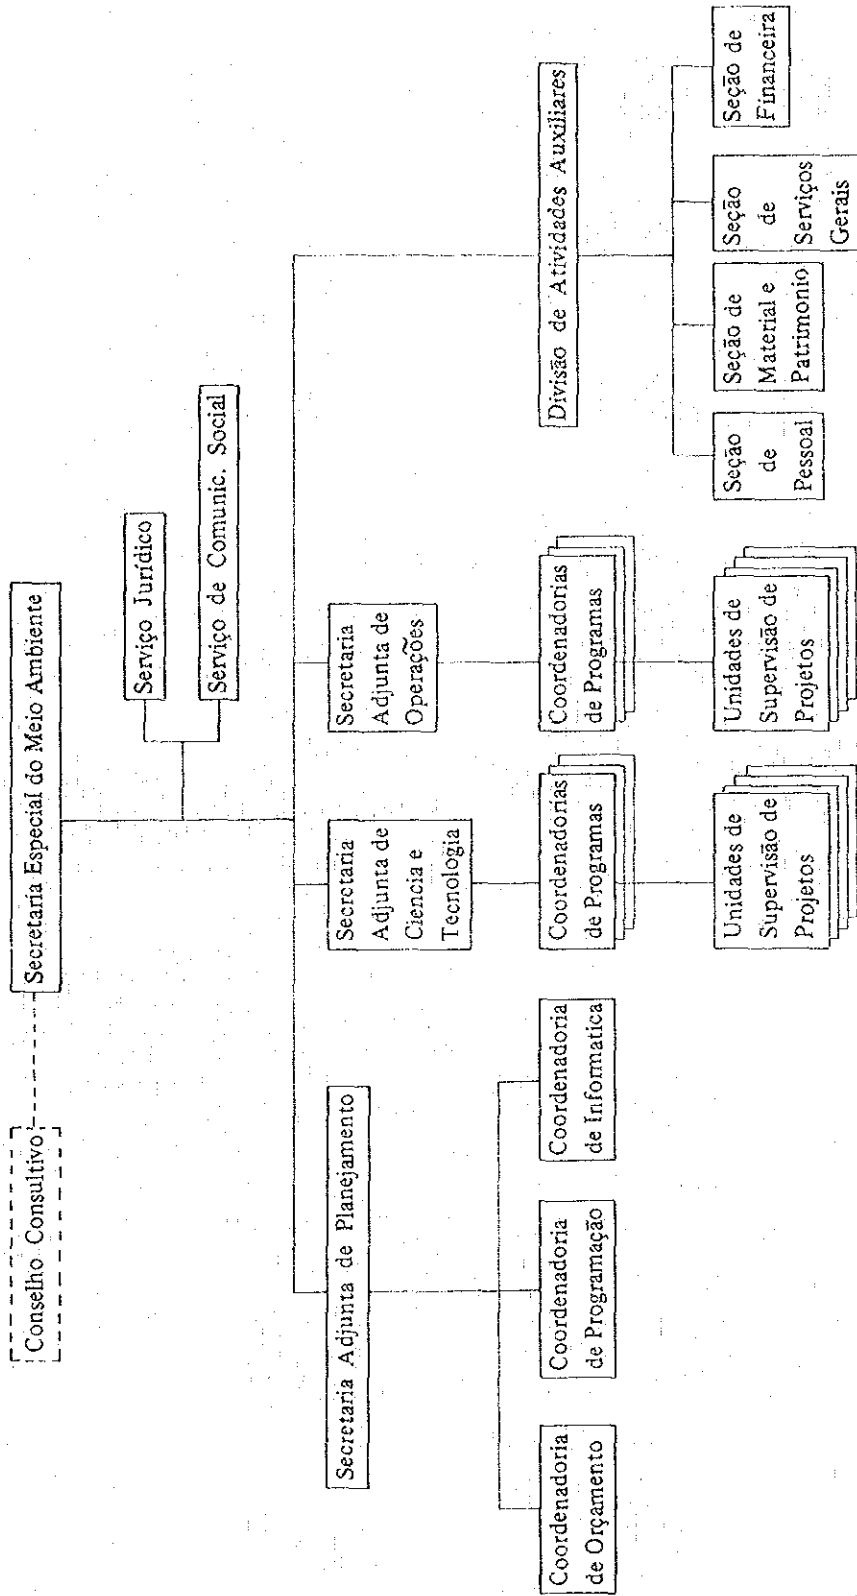 Conselho Consultivo
Secretaria Especial do Meio Ambiente
Serviço Jurídico
Serviço de Comunic. Social
Secretaria Adjunta de Planejamento
Secretaria
Adjunta de
Ciencia e
Tecnologia
Secretaria
Adjunta de
Operações
Divisão de Atividades Auxiliares
Coordenadoria
de Orçamento
Coordenadoria
de Programação
Coordenadoria
de Informatica
Coordenadorias
de Programas
Coordenadorias
de Programas
Unidades de
Supervisão de
Projetos
Unidades de
Supervisão de
Projetos
Seção
de
Pessoal
Seção de
Material e
Patrimonio
Seção
de
Serviços
Gerais
Seção de
Financeira